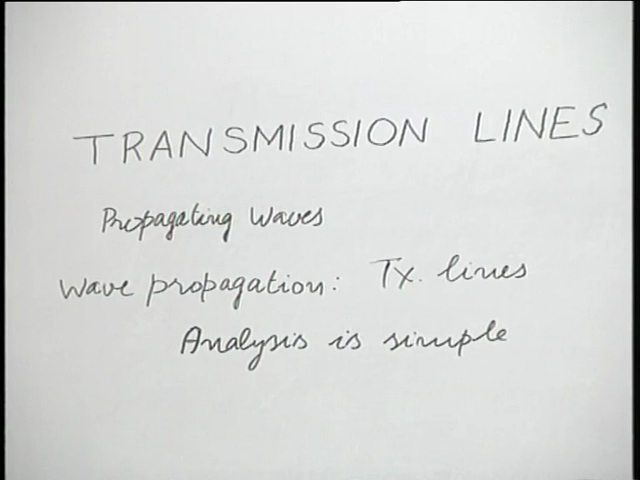 TRANSMISSION LINES
Propagating Waves
Wave propagation: Tx. lines
Analysis is simple